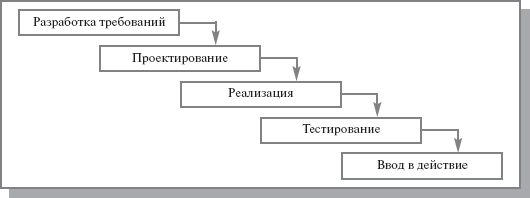 Разработка требований
Проектирование
Реализация
Тестирование
Ввод в действие